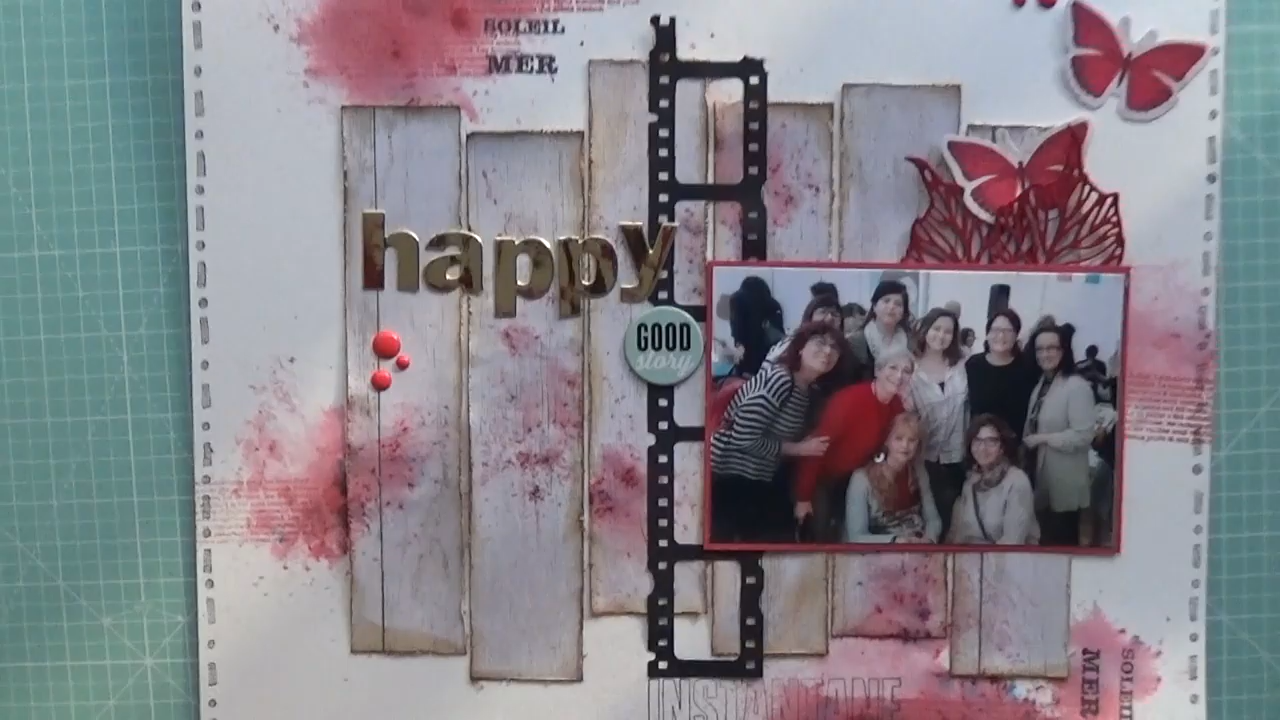 SOLEIL
MER
happy
GOOD
story
INSTANTANE
SOLEIL
MER